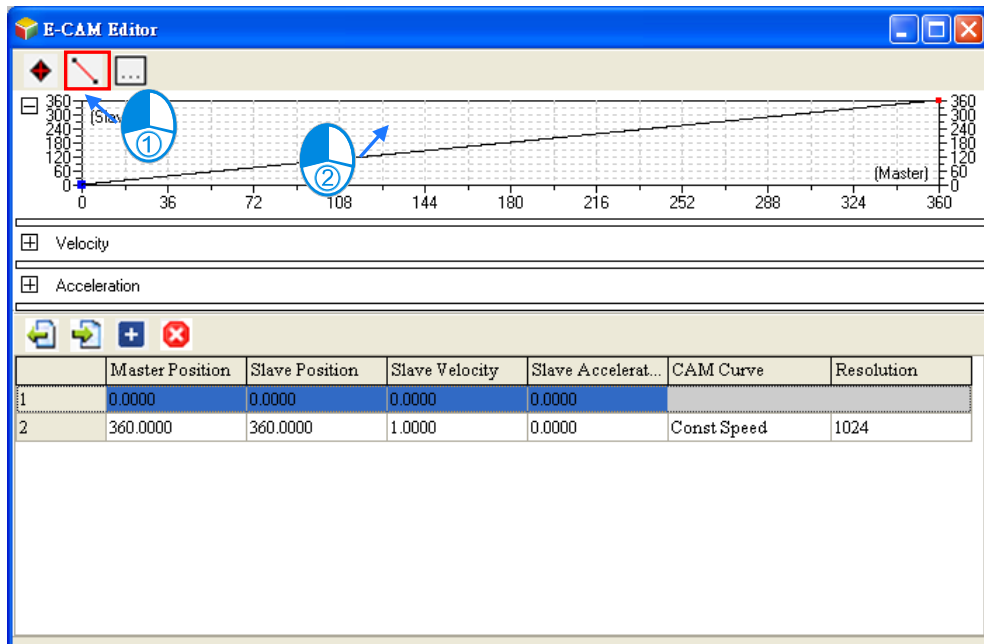 E-CAM Editor
...
360 360
300 (Slav 300
240 240
180 ① 180
120 120
60 ② 60
0 (Master) 0
0 36 72 108 144 180 216 252 288 324 360
Velocity
Acceleration
Master Position Slave Position Slave Velocity Slave Accelerat... CAM Curve Resolution
1 0.0000 0.0000 0.0000 0.0000
2 360.0000 360.0000 1.0000 0.0000 Const Speed 1024